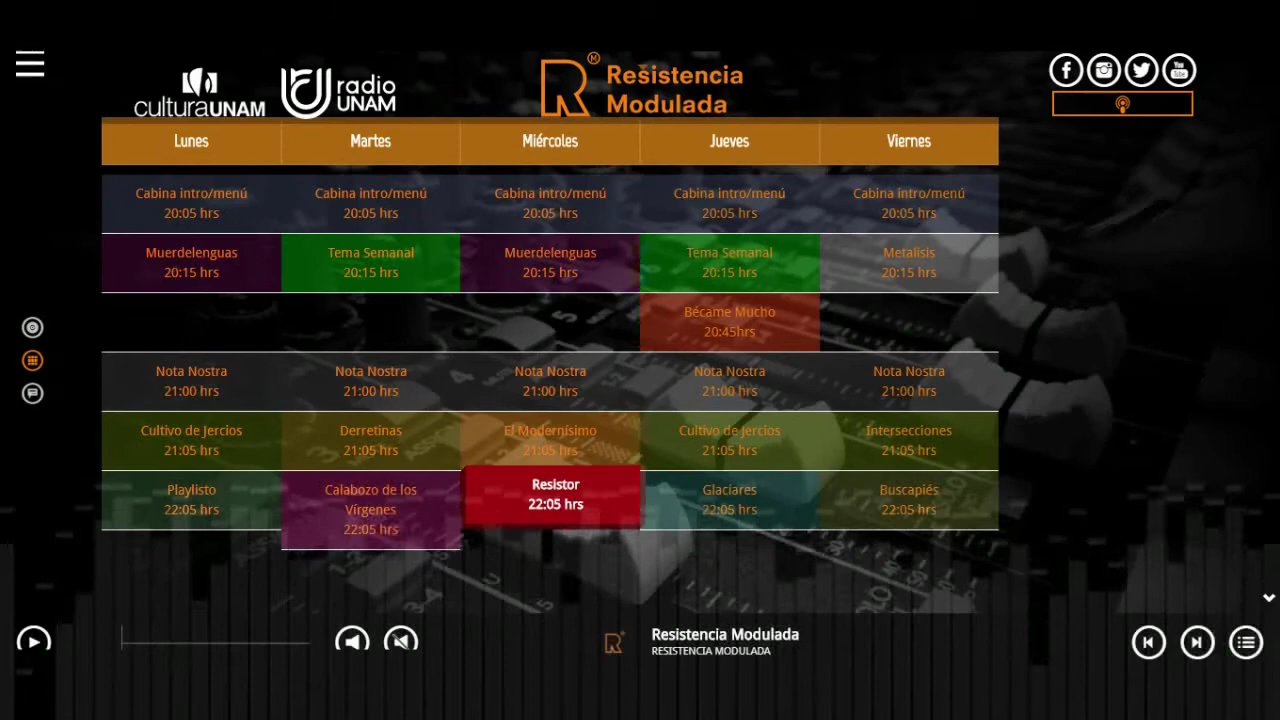 culturaUNAM
radio
UNAM
R
M
Resistencia
Modulada
You
Tube
Lunes Martes Miércoles Jueves Viernes
Cabina intro/menú Cabina intro/menú Cabina intro/menú Cabina intro/menú Cabina intro/menú
20:05 hrs 20:05 hrs 20:05 hrs 20:05 hrs 20:05 hrs
Muerdelenguas Tema Semanal Muerdelenguas Tema Semanal Metalisis
20:15 hrs 20:15 hrs 20:15 hrs 20:15 hrs 20:15 hrs
Bécame Mucho
20:45hrs
Nota Nostra Nota Nostra Nota Nostra Nota Nostra Nota Nostra
21:00 hrs 21:00 hrs 21:00 hrs 21:00 hrs 21:00 hrs
Cultivo de Jercios Derretinas El Modernísimo Cultivo de Jercios Intersecciones
21:05 hrs 21:05 hrs 21:05 hrs 21:05 hrs 21:05 hrs
Playlisto Calabozo de los Resistor Glaciares Buscapiés
22:05 hrs Vírgenes 22:05 hrs 22:05 hrs 22:05 hrs
22:05 hrs
Resistencia Modulada
RESISTENCIA MODULADA